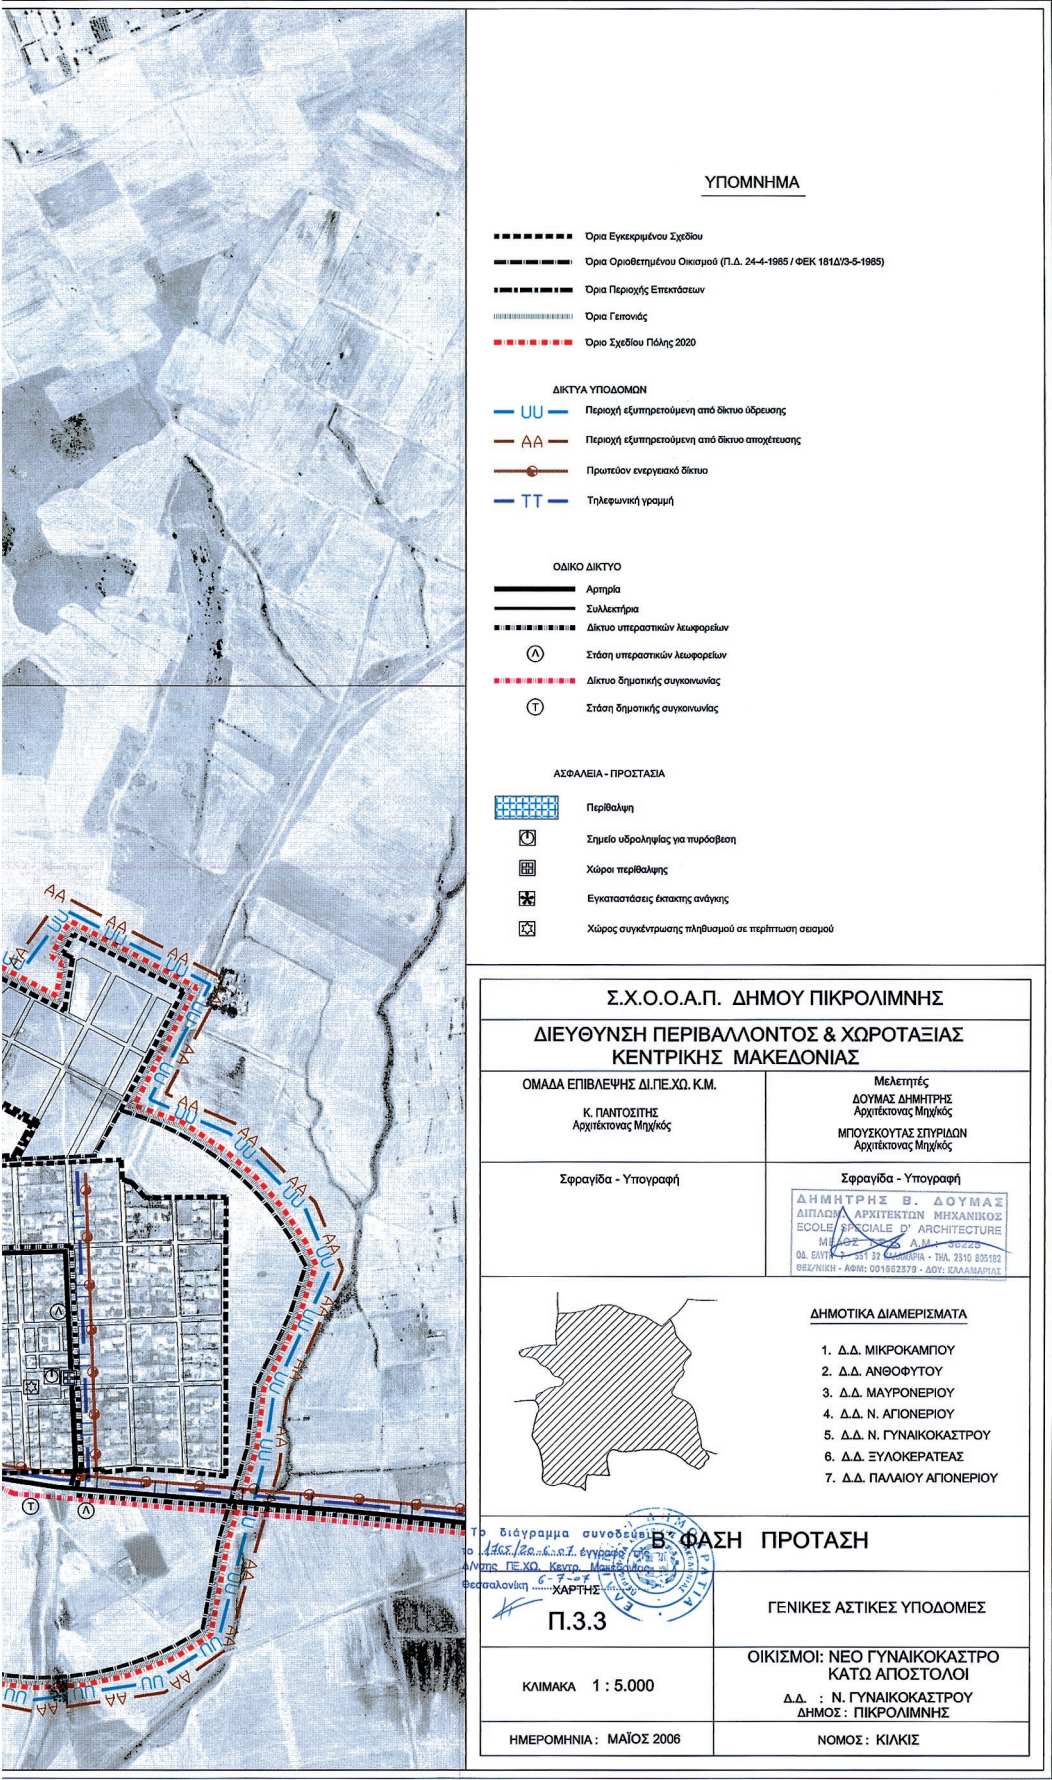 ΥΠΟΜΝΗΜΑ
Όρια Εγκεκριμένου Σχεδίου
Όρια Οριοθετημένου Οικισμού (Π.Δ. 24-4-1985 / ΦΕΚ 181Δ'/3-5-1985)
Όρια Περιοχής Επεκτάσεων
Όρια Γειτονιάς
Όριο Σχεδίου Πόλης 2020
ΔΙΚΤΥΑ ΥΠΟΔΟΜΩΝ
UU Περιοχή εξυπηρετούμενη από δίκτυο ύδρευσης
ΑΑ Περιοχή εξυπηρετούμενη από δίκτυο αποχέτευσης
Πρωτεύον ενεργειακό δίκτυο
ΤΤ Τηλεφωνική γραμμή
ΟΔΙΚΟ ΔΙΚΤΥΟ
Αρτηρία
Συλλεκτήρια
Δίκτυο υπεραστικών λεωφορείων
Λ Στάση υπεραστικών λεωφορείων
Δίκτυο δημοτικής συγκοινωνίας
Τ Στάση δημοτικής συγκοινωνίας
ΑΣΦΑΛΕΙΑ - ΠΡΟΣΤΑΣΙΑ
Περίθαλψη
Σημείο υδροληψίας για πυρόσβεση
Χώροι περίθαλψης
Εγκαταστάσεις έκτακτης ανάγκης
Χώρος συγκέντρωσης πληθυσμού σε περίπτωση σεισμού
Σ.Χ.Ο.Ο.Α.Π. ΔΗΜΟΥ ΠΙΚΡΟΛΙΜΝΗΣ
ΔΙΕΥΘΥΝΣΗ ΠΕΡΙΒΑΛΛΟΝΤΟΣ & ΧΩΡΟΤΑΞΙΑΣ
ΚΕΝΤΡΙΚΗΣ ΜΑΚΕΔΟΝΙΑΣ
ΟΜΑΔΑ ΕΠΙΒΛΕΨΗΣ ΔΙ.ΠΕ.ΧΩ. Κ.Μ.
Κ. ΠΑΝΤΟΣΙΤΗΣ
Αρχιτέκτονας Μηχ/κός
Μελετητές
ΔΟΥΜΑΣ ΔΗΜΗΤΡΗΣ
Αρχιτέκτονας Μηχ/κός
ΜΠΟΥΣΚΟΥΤΑΣ ΣΠΥΡΙΔΩΝ
Αρχιτέκτονας Μηχ/κός
Σφραγίδα - Υπογραφή
Σφραγίδα - Υπογραφή
ΔΗΜΗΤΡΗΣ Β. ΔΟΥΜΑΣ
ΔΙΠΛΩΜ. ΑΡΧΙΤΕΚΤΩΝ ΜΗΧΑΝΙΚΟΣ
ECOLE SPECIALE D' ARCHITECTURE
ΔΗΜΟΤΙΚΑ ΔΙΑΜΕΡΙΣΜΑΤΑ
1. Δ.Δ. ΜΙΚΡΟΚΑΜΠΟΥ
2. Δ.Δ. ΑΝΘΟΦΥΤΟΥ
3. Δ.Δ. ΜΑΥΡΟΝΕΡΙΟΥ
4. Δ.Δ. Ν. ΑΓΙΟΝΕΡΙΟΥ
5. Δ.Δ. Ν. ΓΥΝΑΙΚΟΚΑΣΤΡΟΥ
6. Δ.Δ. ΞΥΛΟΚΕΡΑΤΕΑΣ
7. Δ.Δ. ΠΑΛΑΙΟΥ ΑΓΙΟΝΕΡΙΟΥ
Το διάγραμμα συνοδεύει
Θεσσαλονίκη 6-7-07
Β' ΦΑΣΗ ΠΡΟΤΑΣΗ
ΧΑΡΤΗΣ
Π.3.3
ΓΕΝΙΚΕΣ ΑΣΤΙΚΕΣ ΥΠΟΔΟΜΕΣ
ΚΛΙΜΑΚΑ 1 : 5.000
ΟΙΚΙΣΜΟΙ: ΝΕΟ ΓΥΝΑΙΚΟΚΑΣΤΡΟ
ΚΑΤΩ ΑΠΟΣΤΟΛΟΙ
Δ.Δ. : Ν. ΓΥΝΑΙΚΟΚΑΣΤΡΟΥ
ΔΗΜΟΣ : ΠΙΚΡΟΛΙΜΝΗΣ
ΗΜΕΡΟΜΗΝΙΑ : ΜΑΪΟΣ 2006
ΝΟΜΟΣ : ΚΙΛΚΙΣ